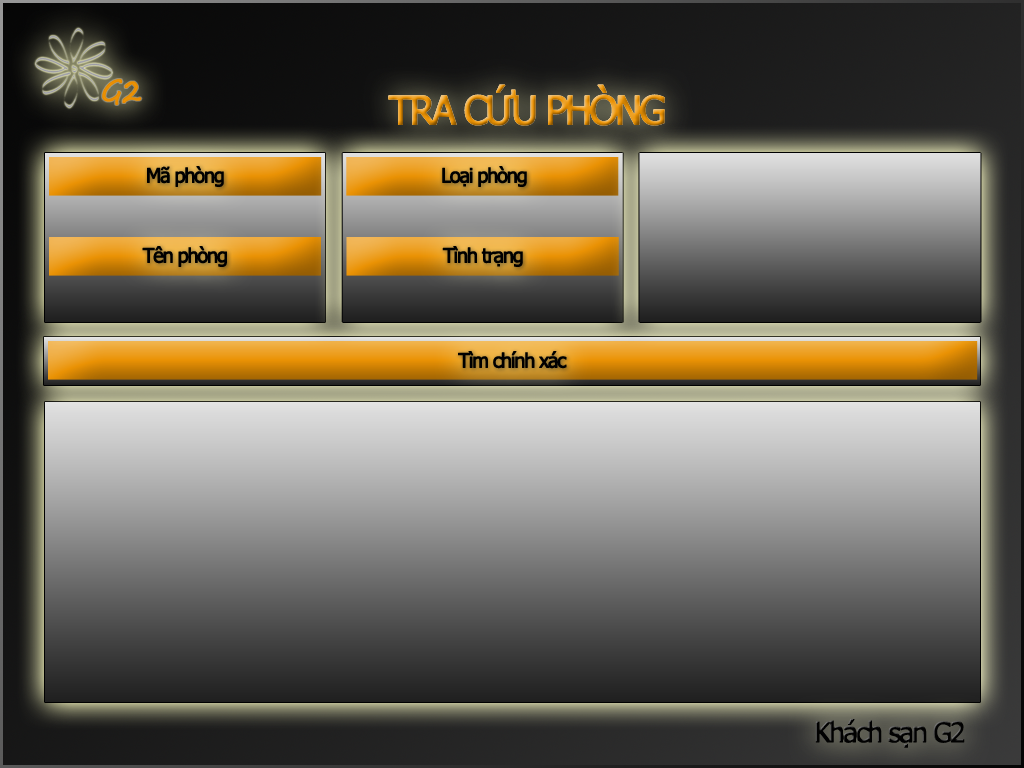 G2
TRA CỨU PHÒNG
Mã phòng
Loại phòng
Tên phòng
Tình trạng
Tìm chính xác
Khách sạn G2